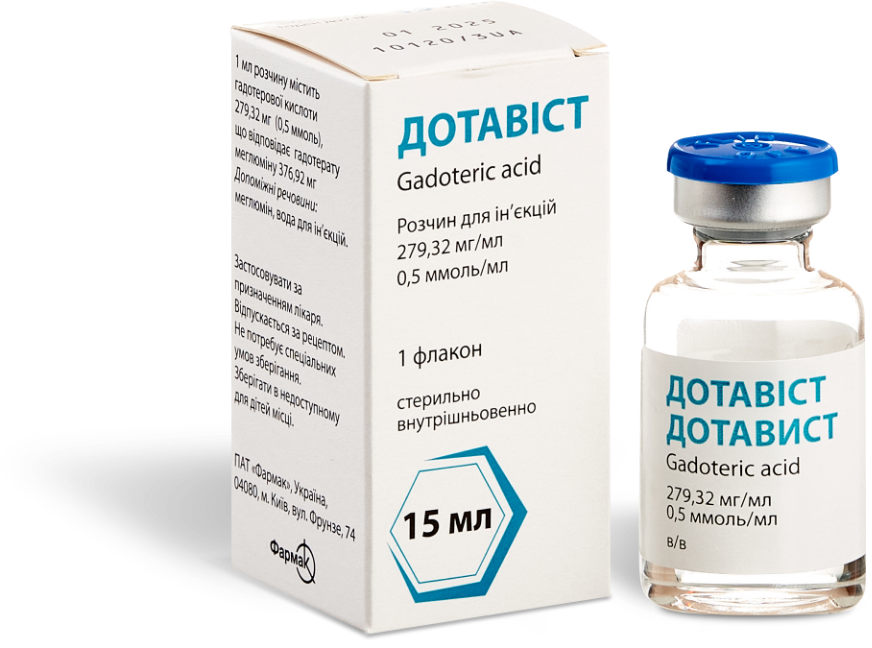 01 2025
10120/3UA
1 мл розчину містить
гадотерової кислоти
279,32 мг (0,5 ммоль),
що відповідає гадотерату
меглюміну 376,92 мг
Допоміжні речовини:
меглюмін, вода для ін'єкцій.
Застосовувати за
призначенням лікаря.
Відпускається за рецептом.
Не потребує спеціальних
умов зберігання.
Зберігати в недоступному
для дітей місці.
ПАТ «Фармак», Україна,
04080, м. Київ, вул. Фрунзе, 74
Фармак
ДОТАВІСТ
Gadoteric acid
Розчин для ін'єкцій
279,32 мг/мл
0,5 ммоль/мл
1 флакон
стерильно
внутрішньовенно
15 мл
ДОТАВІСТ
ДОТАВИСТ
Gadoteric acid
279,32 мг/мл
0,5 ммоль/мл
в/в